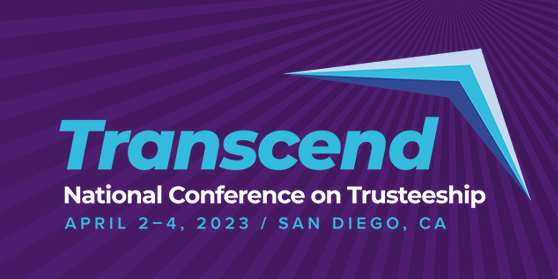 Transcend
National Conference on Trusteeship
APRIL 2–4, 2023 / SAN DIEGO, CA